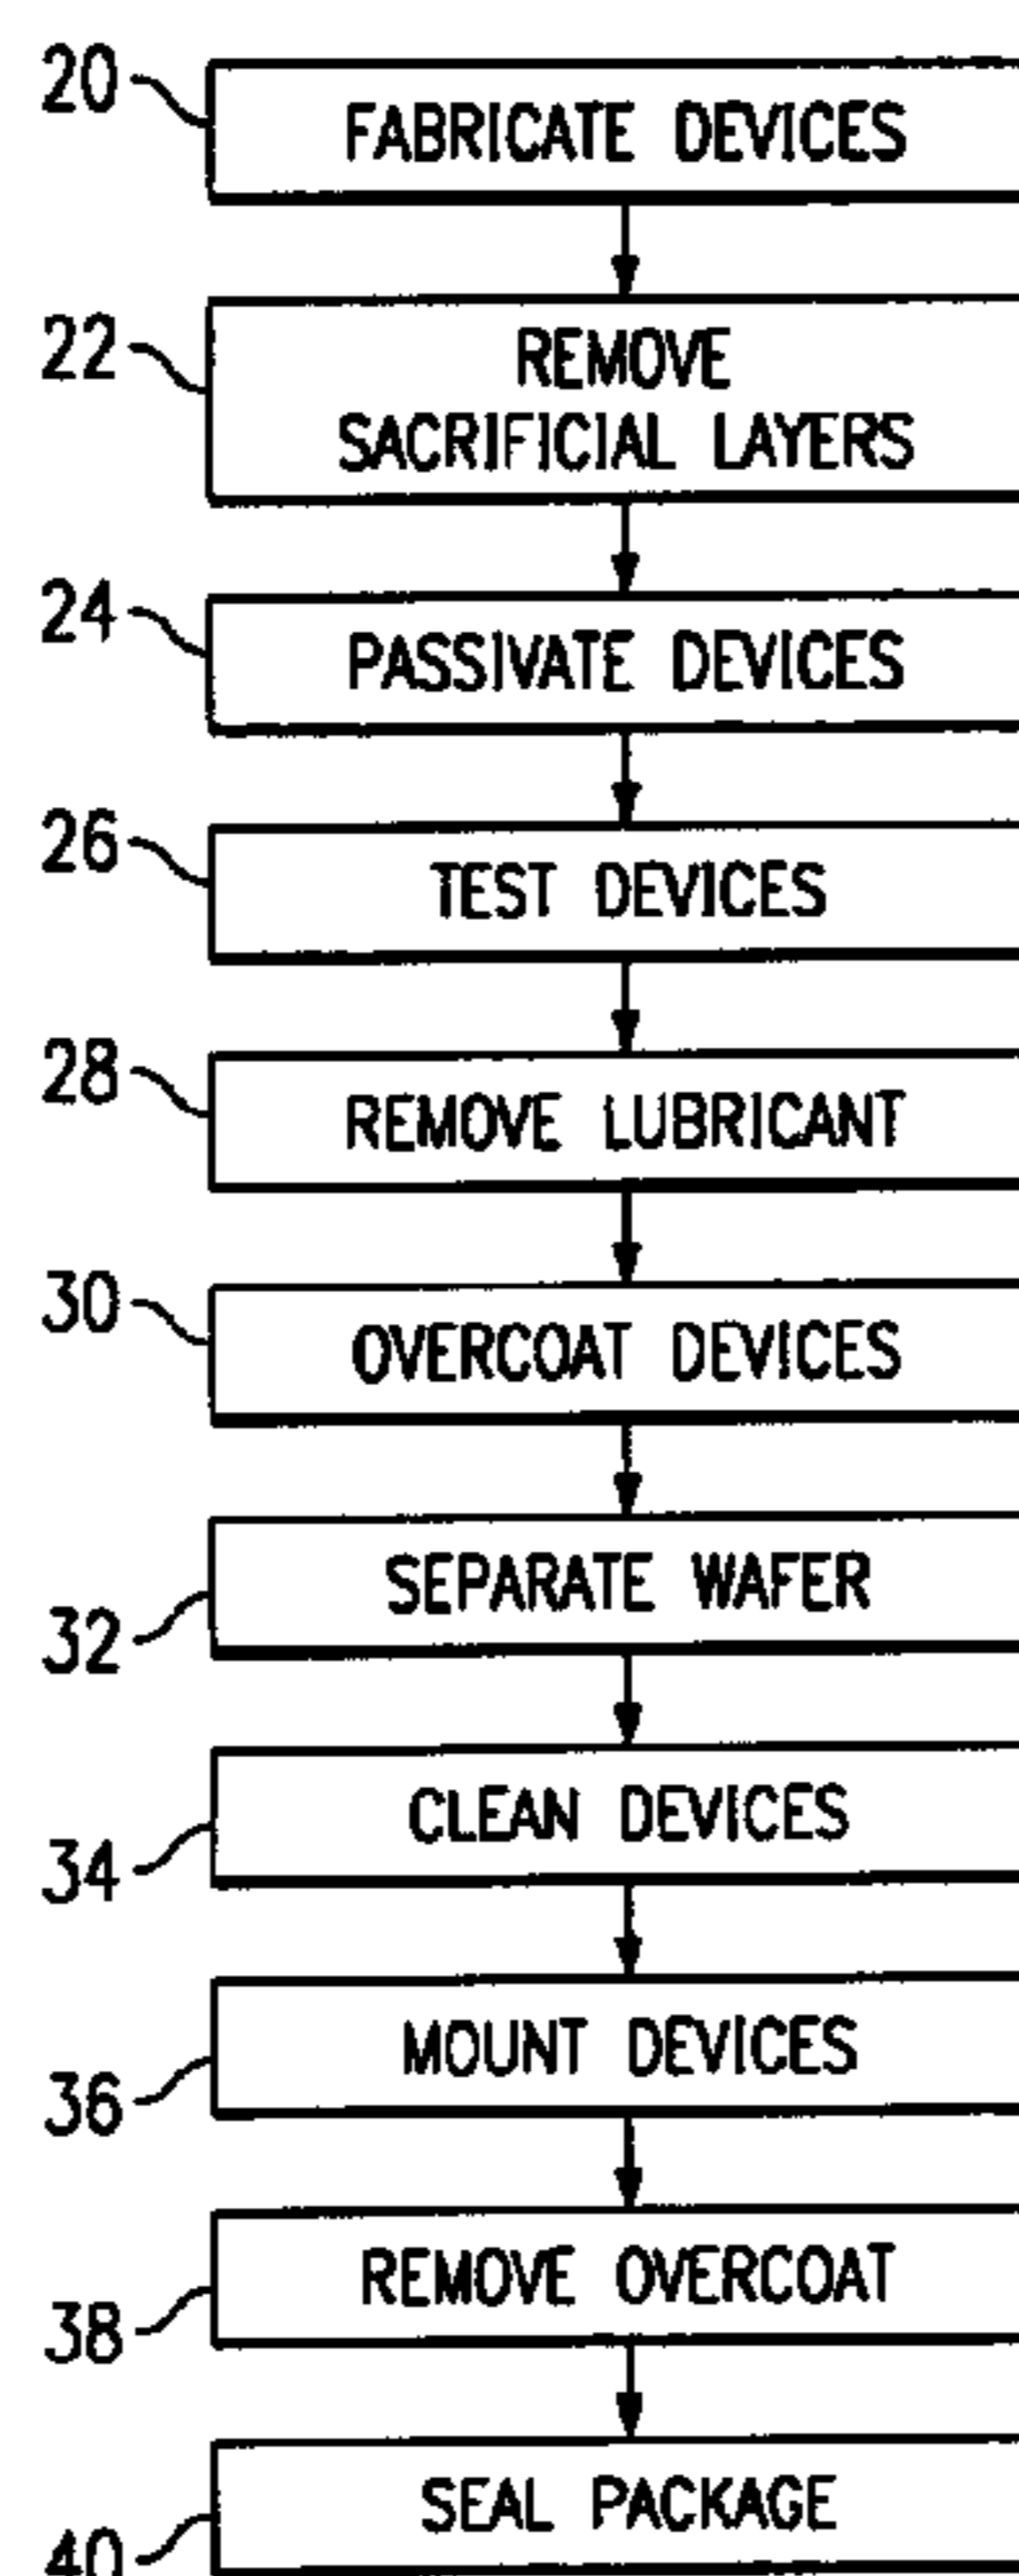 20
FABRICATE DEVICES
22
REMOVE
SACRIFICIAL LAYERS
24
PASSIVATE DEVICES
26
TEST DEVICES
28
REMOVE LUBRICANT
30
OVERCOAT DEVICES
32
SEPARATE WAFER
34
CLEAN DEVICES
36
MOUNT DEVICES
38
REMOVE OVERCOAT
40
SEAL PACKAGE